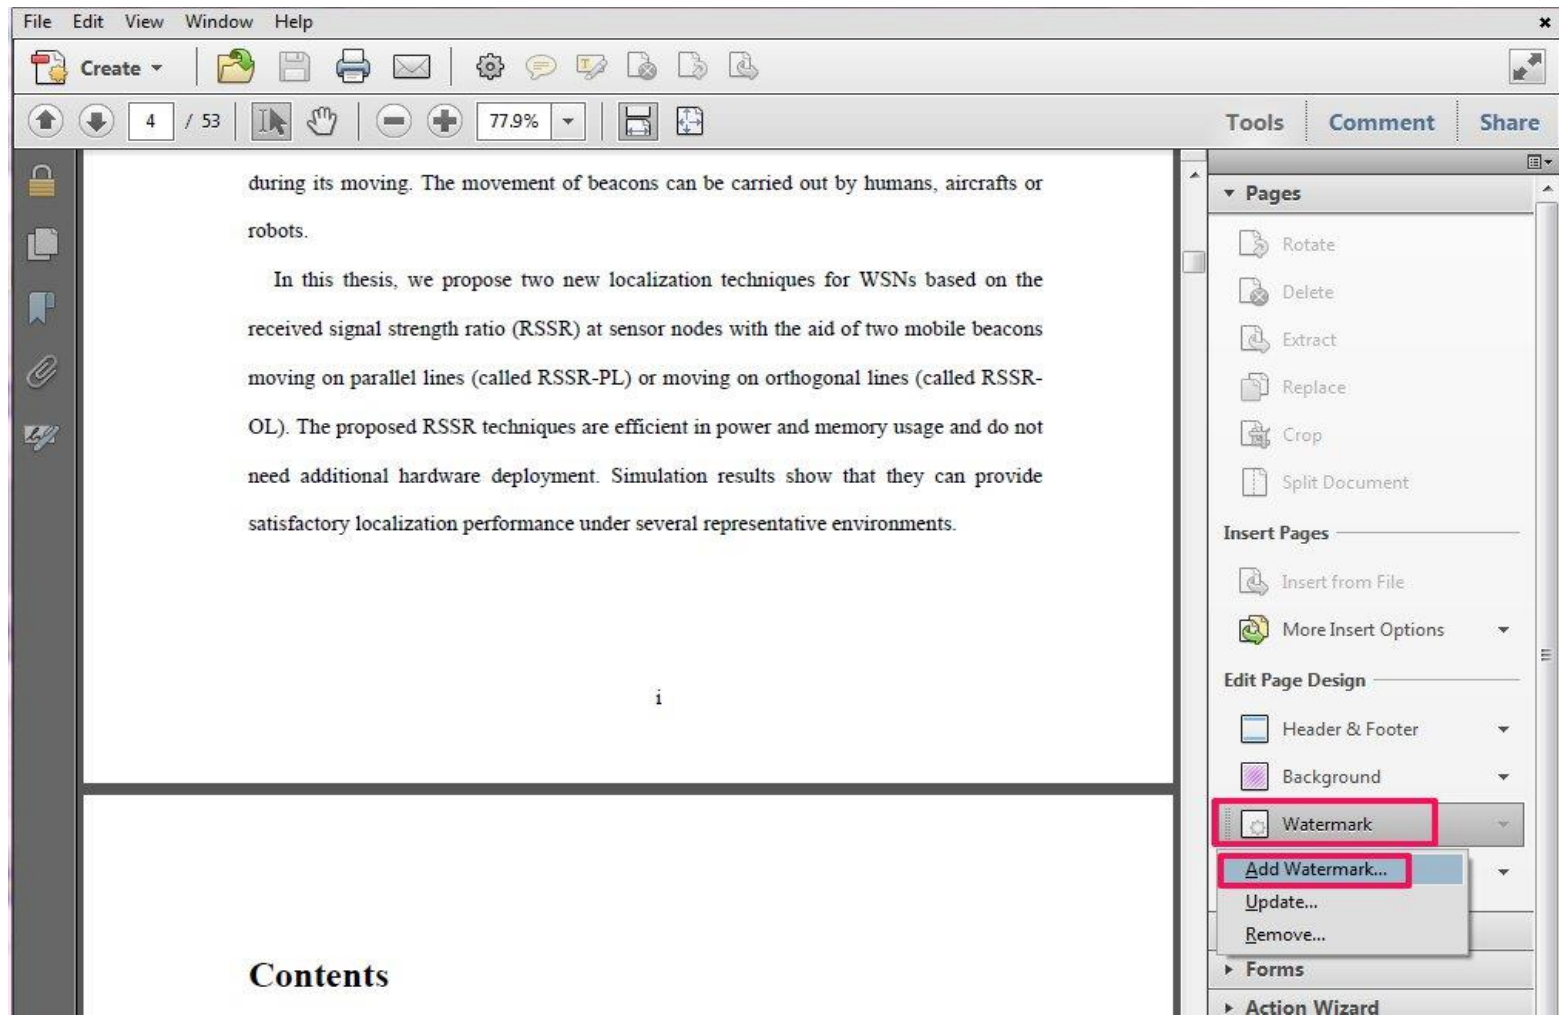 File Edit View Window Help
Create
4 / 53 77.9% Tools Comment Share
during its moving. The movement of beacons can be carried out by humans, aircrafts or
robots.
In this thesis, we propose two new localization techniques for WSNs based on the
received signal strength ratio (RSSR) at sensor nodes with the aid of two mobile beacons
moving on parallel lines (called RSSR-PL) or moving on orthogonal lines (called RSSR-
OL). The proposed RSSR techniques are efficient in power and memory usage and do not
need additional hardware deployment. Simulation results show that they can provide
satisfactory localization performance under several representative environments.
i
Contents
Pages
Rotate
Delete
Extract
Replace
Crop
Split Document
Insert Pages
Insert from File
More Insert Options
Edit Page Design
Header & Footer
Background
Watermark
Add Watermark...
Update...
Remove...
Forms
Action Wizard